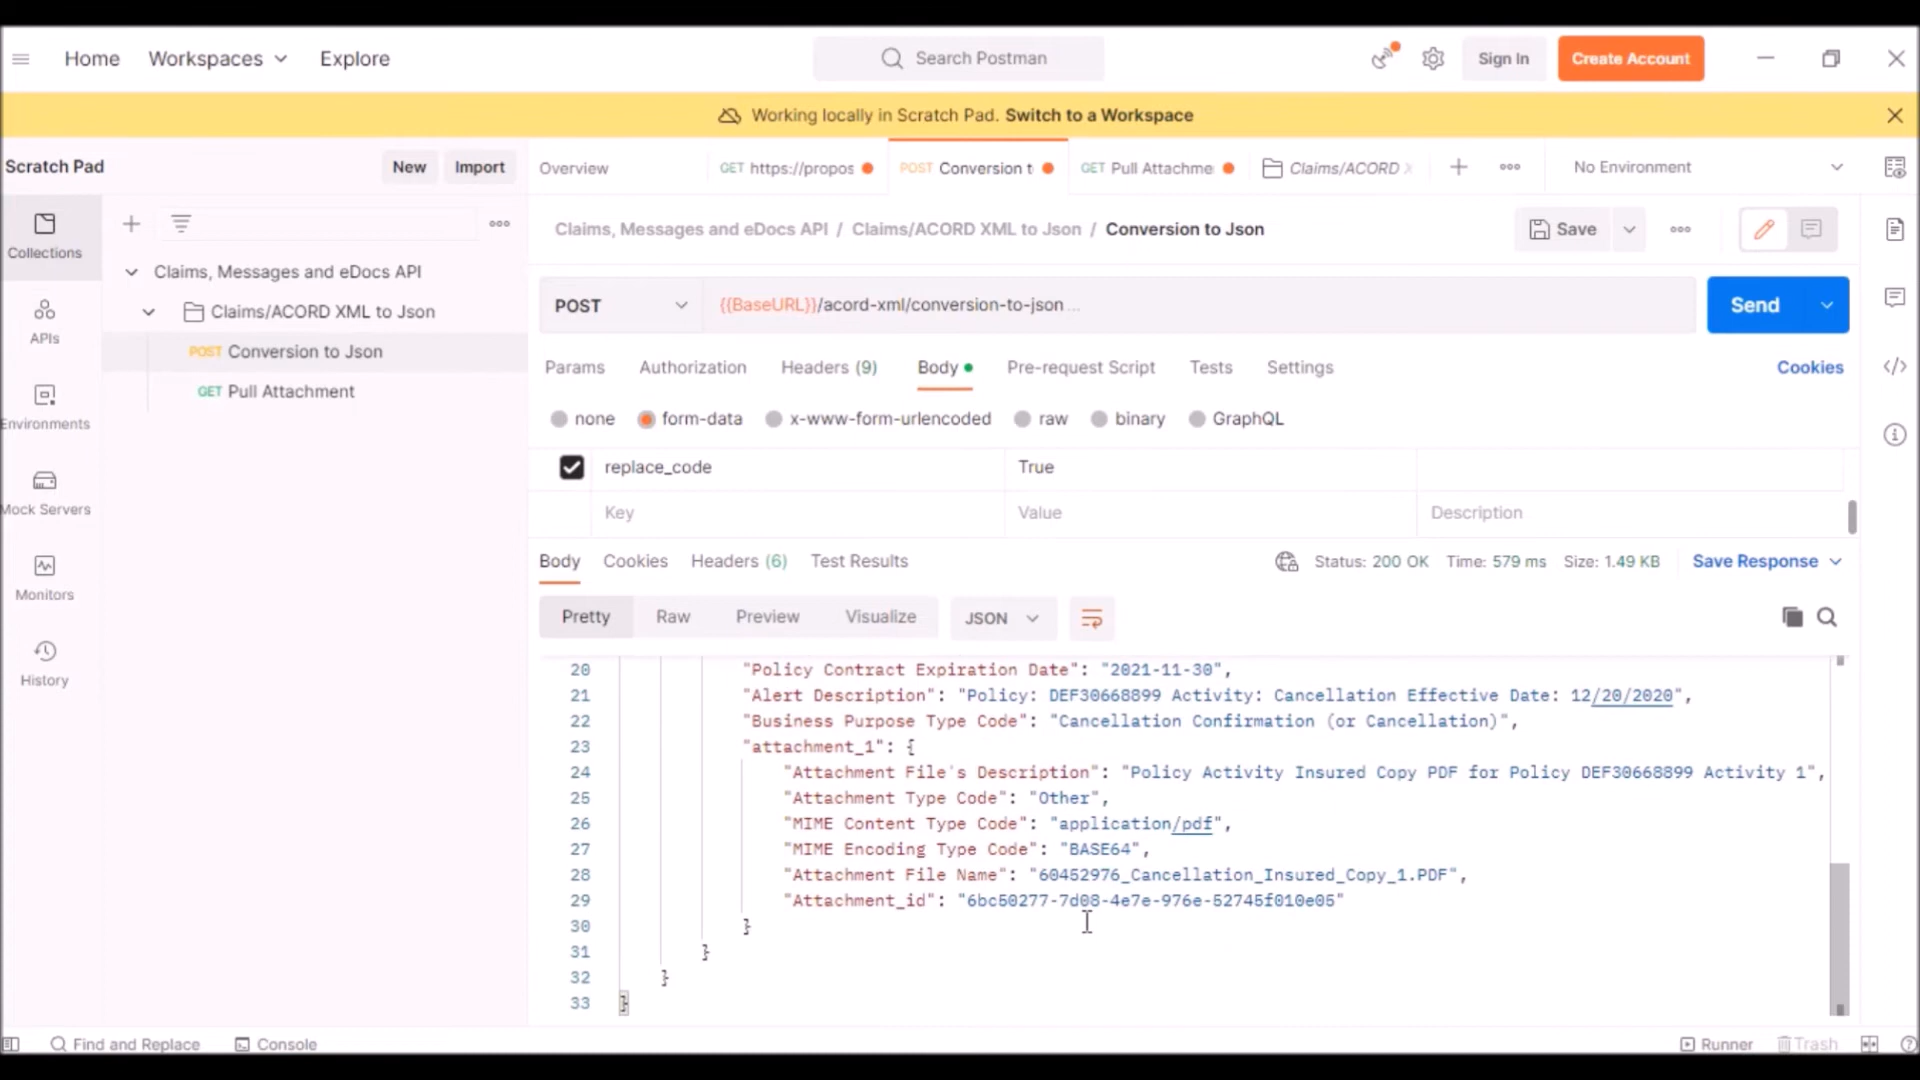 Home Workspaces Explore Search Postman Sign In Create Account
Working locally in Scratch Pad. Switch to a Workspace
Scratch Pad New Import Overview GET https://propos POST Conversion t GET Pull Attachme Claims/ACORD X No Environment
Collections
APIs
Environments
Mock Servers
Monitors
History
Claims, Messages and eDocs API
Claims/ACORD XML to Json
POST Conversion to Json
GET Pull Attachment
Claims, Messages and eDocs API / Claims/ACORD XML to Json / Conversion to Json Save
POST {{BaseURL}}/acord-xml/conversion-to-json ... Send
Params Authorization Headers (9) Body Pre-request Script Tests Settings Cookies
none form-data x-www-form-urlencoded raw binary GraphQL
replace_code True
Key Value Description
Body Cookies Headers (6) Test Results Status: 200 OK Time: 579 ms Size: 1.49 KB Save Response
Pretty Raw Preview Visualize JSON
20 "Policy Contract Expiration Date": "2021-11-30",
21 "Alert Description": "Policy: DEF30668899 Activity: Cancellation Effective Date: 12/20/2020",
22 "Business Purpose Type Code": "Cancellation Confirmation (or Cancellation)",
23 "attachment_1": {
24 "Attachment File's Description": "Policy Activity Insured Copy PDF for Policy DEF30668899 Activity 1",
25 "Attachment Type Code": "Other",
26 "MIME Content Type Code": "application/pdf",
27 "MIME Encoding Type Code": "BASE64",
28 "Attachment File Name": "60452976_Cancellation_Insured_Copy_1.PDF",
29 "Attachment_id": "6bc50277-7d08-4e7e-976e-52745f010e05"
30 }
31 }
32 }
33 }
Find and Replace Console Runner Trash